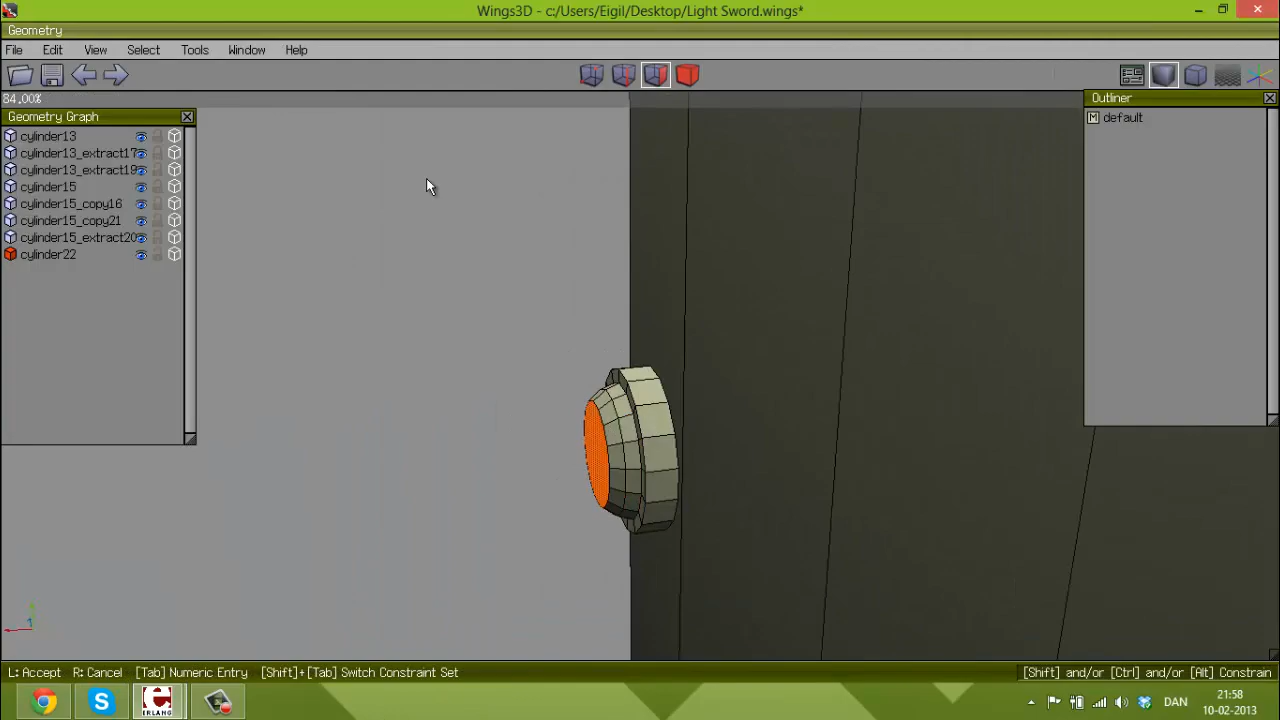 Wings3D - c:/Users/Eigil/Desktop/Light Sword.wings*
Geometry
File Edit View Select Tools Window Help
84.00%
Geometry Graph
cylinder13
cylinder13_extract17
cylinder13_extract19
cylinder15
cylinder15_copy16
cylinder15_copy21
cylinder15_extract20
cylinder22
Outliner
M default
L: Accept R: Cancel [Tab] Numeric Entry [Shift]+[Tab] Switch Constraint Set
[Shift] and/or [Ctrl] and/or [Alt] Constrain
ERLANG
DAN
21:58
10-02-2013